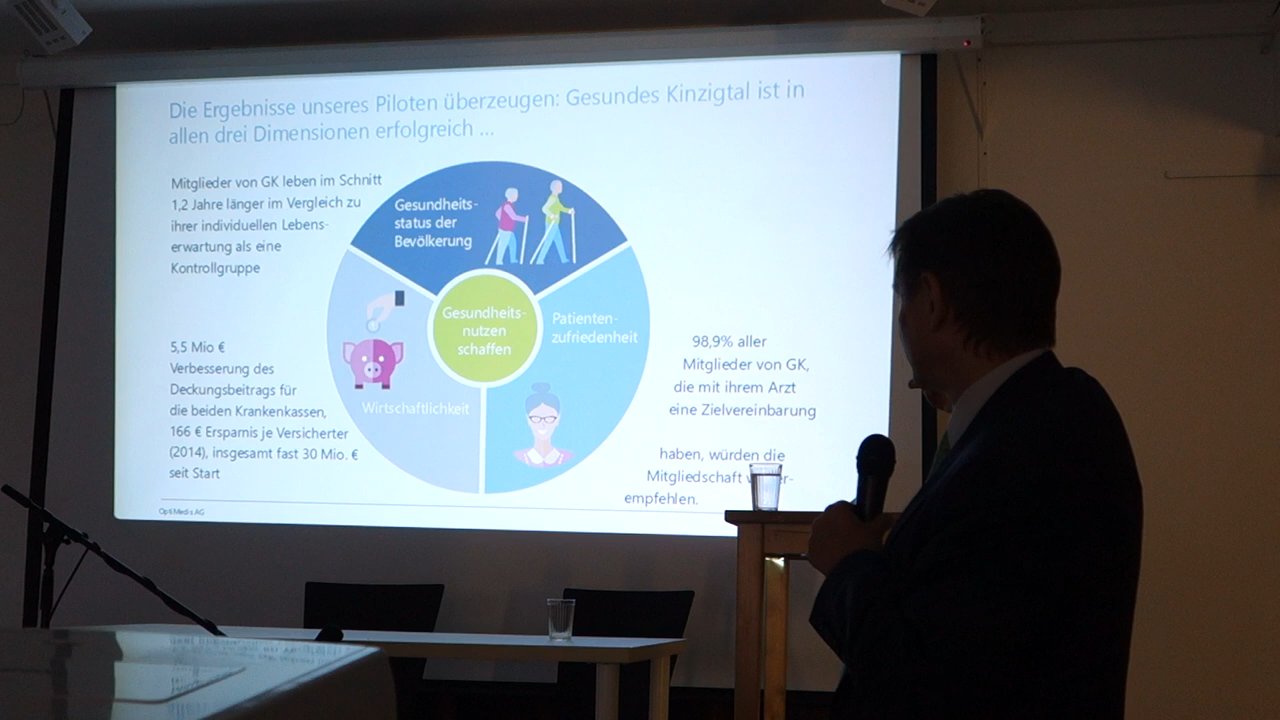 Die Ergebnisse unseres Piloten überzeugen: Gesundes Kinzigtal ist in
allen drei Dimensionen erfolgreich ...
Mitglieder von GK leben im Schnitt
1,2 Jahre länger im Vergleich zu
ihrer individuellen Lebens-
erwartung als eine
Kontrollgruppe
Gesundheits-
status der
Bevölkerung
Gesundheits-
nutzen
schaffen
Patienten-
zufriedenheit
Wirtschaftlichkeit
5,5 Mio €
Verbesserung des
Deckungsbeitrags für
die beiden Krankenkassen,
166 € Ersparnis je Versicherter
(2014), insgesamt fast 30 Mio. €
seit Start
98,9% aller
Mitglieder von GK,
die mit ihrem Arzt
eine Zielvereinbarung
haben, würden die
Mitgliedschaft
empfehlen.
OptiMedis AG